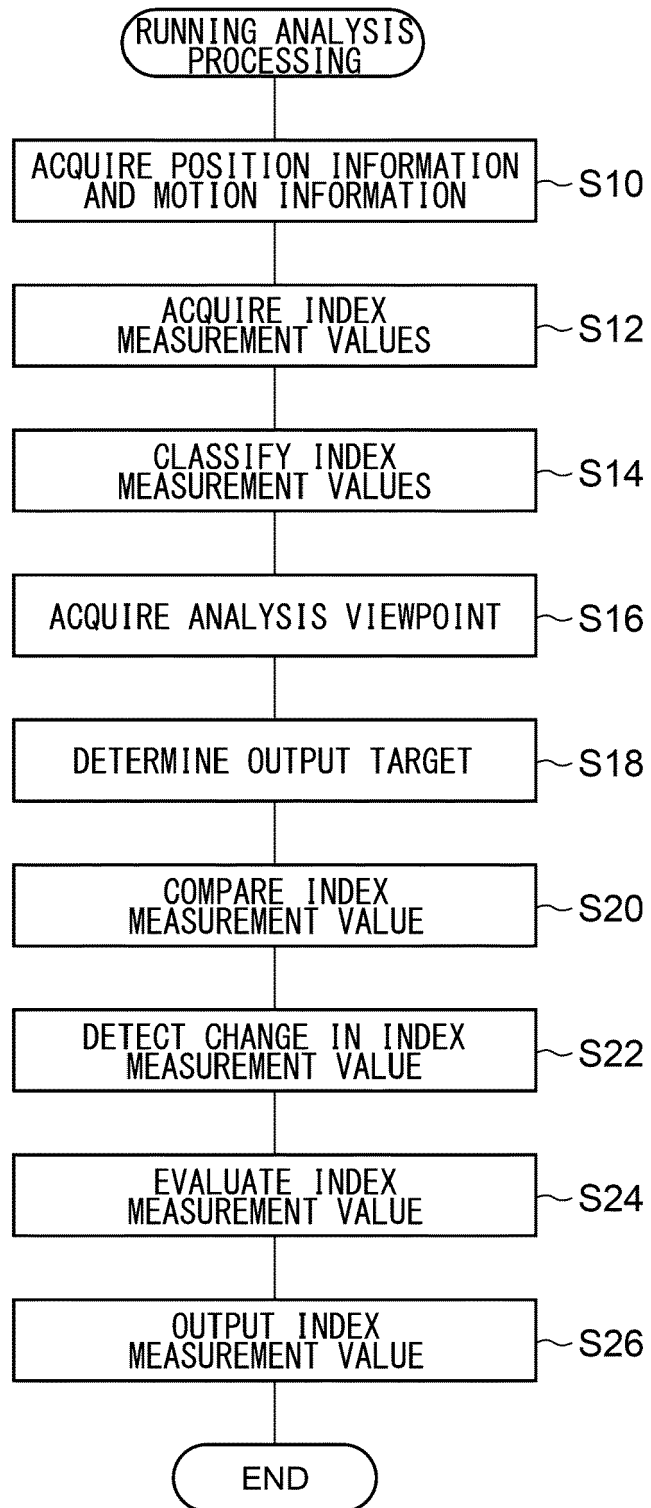 RUNNING ANALYSIS
PROCESSING
ACQUIRE POSITION INFORMATION
AND MOTION INFORMATION
S10
ACQUIRE INDEX
MEASUREMENT VALUES
S12
CLASSIFY INDEX
MEASUREMENT VALUES
S14
ACQUIRE ANALYSIS VIEWPOINT
S16
DETERMINE OUTPUT TARGET
S18
COMPARE INDEX
MEASUREMENT VALUE
S20
DETECT CHANGE IN INDEX
MEASUREMENT VALUE
S22
EVALUATE INDEX
MEASUREMENT VALUE
S24
OUTPUT INDEX
MEASUREMENT VALUE
S26
END